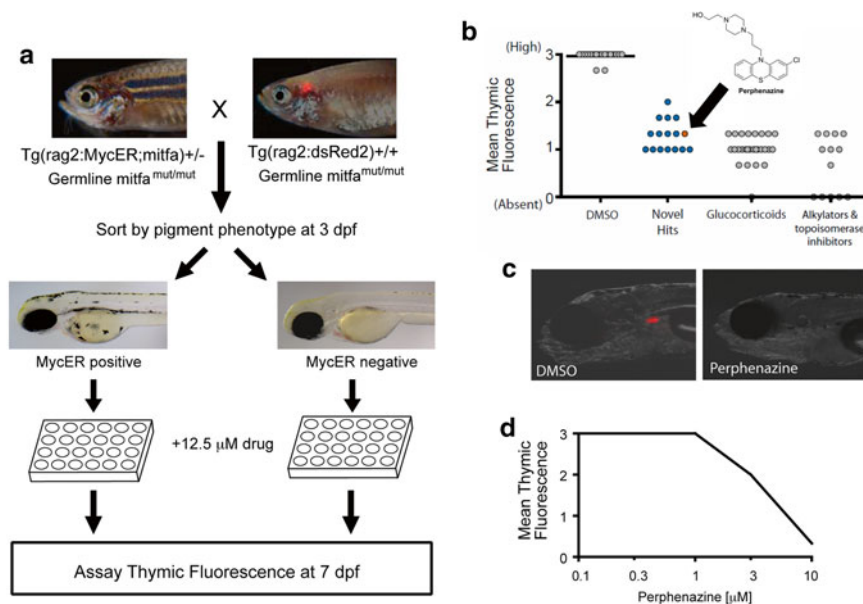 a
X
Tg(rag2:MycER;mitfa)+/-
Germline mitfa^mut/mut
Tg(rag2:dsRed2)+/+
Germline mitfa^mut/mut
Sort by pigment phenotype at 3 dpf
MycER positive
MycER negative
+12.5 μM drug
Assay Thymic Fluorescence at 7 dpf
b
HO
N
N
N
Cl
S
Perphenazine
Mean Thymic
Fluorescence
(High)
3
2
1
0
(Absent)
DMSO
Novel
Hits
Glucocorticoids
Alkylators &
topoisomerase
inhibitors
c
DMSO
Perphenazine
d
Mean Thymic
Fluorescence
3
2
1
0
0.1
0.3
1
3
10
Perphenazine [μM]